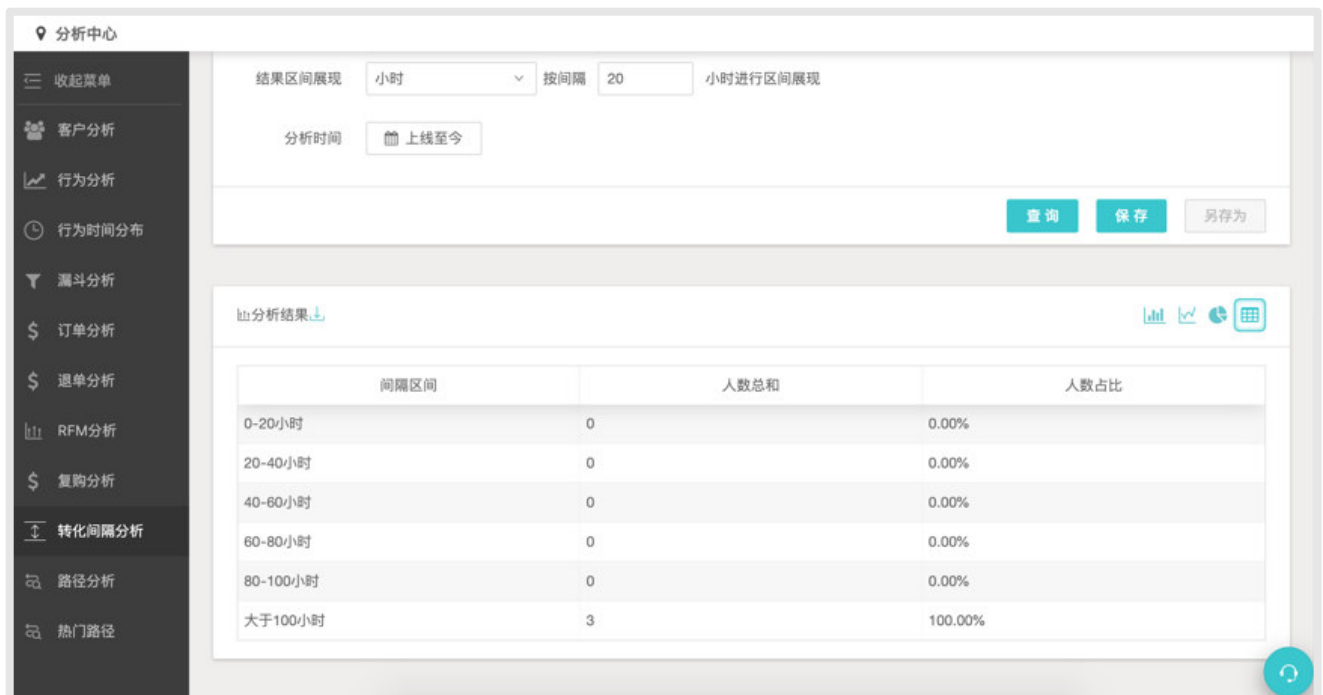 分析中心
收起菜单
客户分析
行为分析
行为时间分布
漏斗分析
订单分析
退单分析
RFM分析
复购分析
转化间隔分析
路径分析
热门路径
结果区间展现 小时 按间隔 20 小时进行区间展现
分析时间 上线至今
查询 保存 另存为
分析结果
间隔区间 人数总和 人数占比
0-20小时 0 0.00%
20-40小时 0 0.00%
40-60小时 0 0.00%
60-80小时 0 0.00%
80-100小时 0 0.00%
大于100小时 3 100.00%